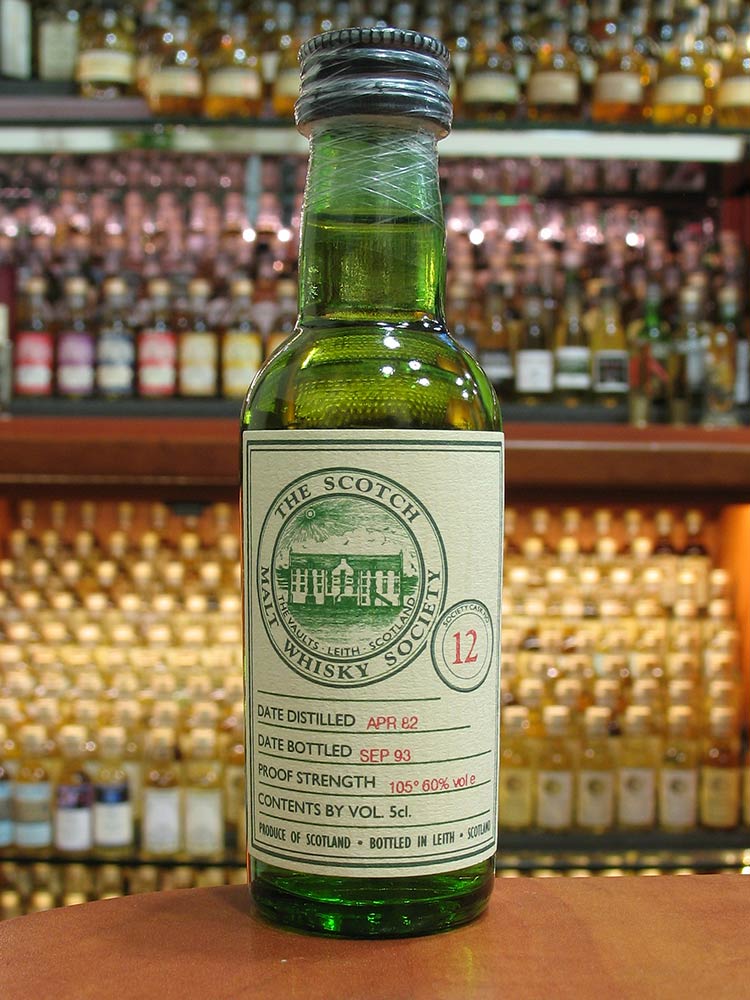 THE SCOTCH
MALT WHISKY SOCIETY
THE VAULTS · LEITH · SCOTLAND
SOCIETY CASK No.
12
DATE DISTILLED APR 82
DATE BOTTLED SEP 93
PROOF STRENGTH 105° 60% vol e
CONTENTS BY VOL. 5cl.
PRODUCE OF SCOTLAND • BOTTLED IN LEITH • SCOTLAND